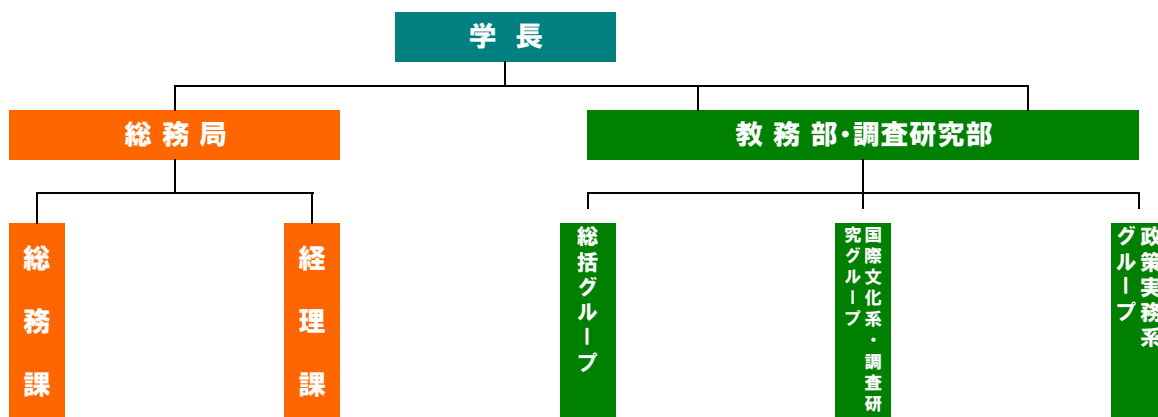 学 長
総 務 局
教 務 部・調査研究部
総務課
経理課
総括グループ
国際文化系・調査研
究グループ
政策実務系
グループ